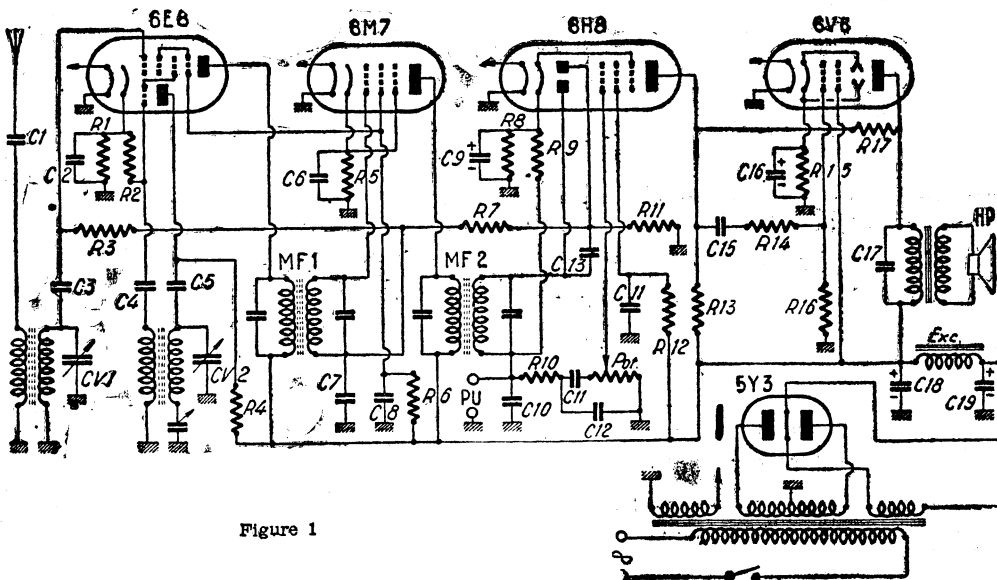 6E8
6M7
6H8
6V6
C1
C2
R1
R2
C6
R5
C9
R8
R9
C16
R15
R17
R3
R7
R11
C15
R14
C17
HP
C3
C4
C5
MF1
MF2
C13
C11
R12
R13
R16
CV1
CV2
R4
C7
C8
R6
PU
R10
C11
Pot.
C10
C12
Exc.
5Y3
C18
C19
Figure 1